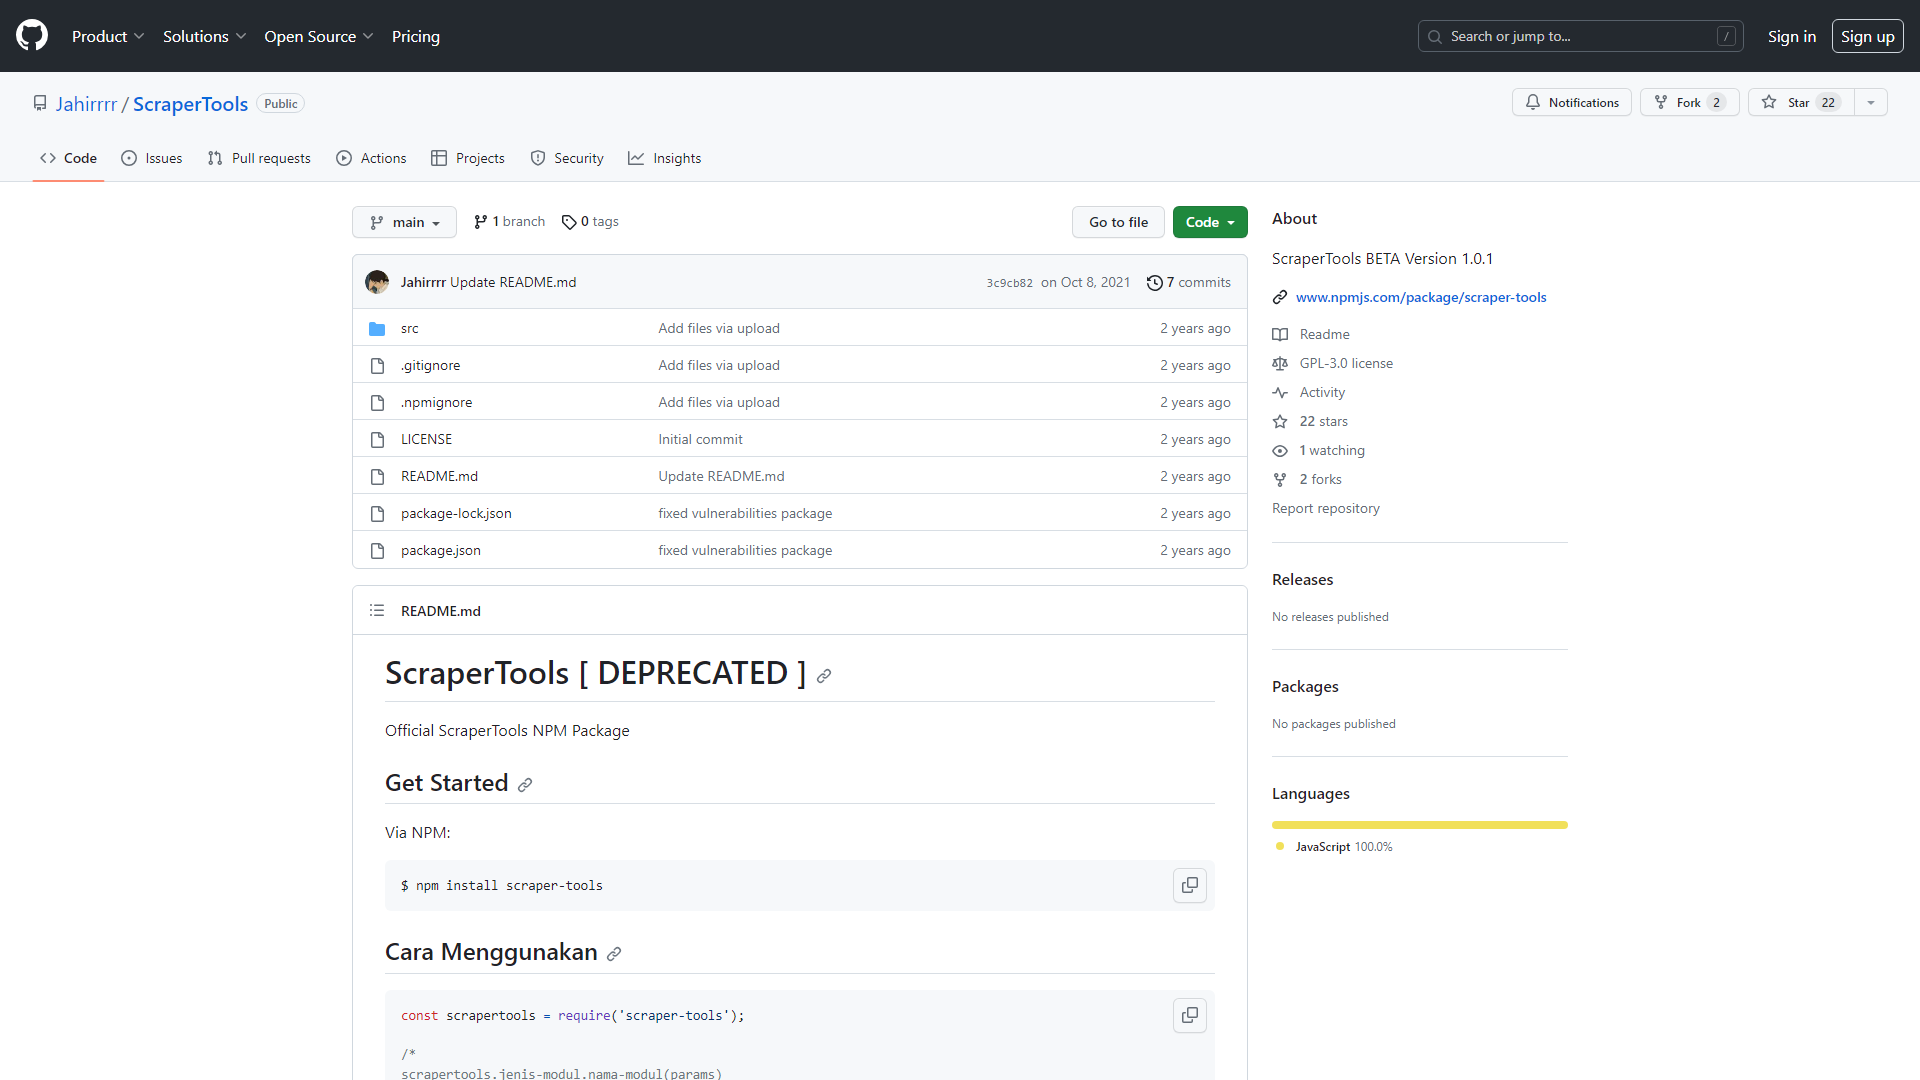 Product Solutions Open Source Pricing Search or jump to... / Sign in Sign up
Jahirrrr / ScraperTools Public Notifications Fork 2 Star 22
Code Issues Pull requests Actions Projects Security Insights
main 1 branch 0 tags Go to file Code
Jahirrrr Update README.md 3c9cb82 on Oct 8, 2021 7 commits
src Add files via upload 2 years ago
.gitignore Add files via upload 2 years ago
.npmignore Add files via upload 2 years ago
LICENSE Initial commit 2 years ago
README.md Update README.md 2 years ago
package-lock.json fixed vulnerabilities package 2 years ago
package.json fixed vulnerabilities package 2 years ago
README.md
ScraperTools [ DEPRECATED ]
Official ScraperTools NPM Package
Get Started
Via NPM:
$ npm install scraper-tools
Cara Menggunakan
const scrapertools = require('scraper-tools');
/*
scrapertools.jenis-modul.nama-modul(params)
About
ScraperTools BETA Version 1.0.1
www.npmjs.com/package/scraper-tools
Readme
GPL-3.0 license
Activity
22 stars
1 watching
2 forks
Report repository
Releases
No releases published
Packages
No packages published
Languages
JavaScript 100.0%